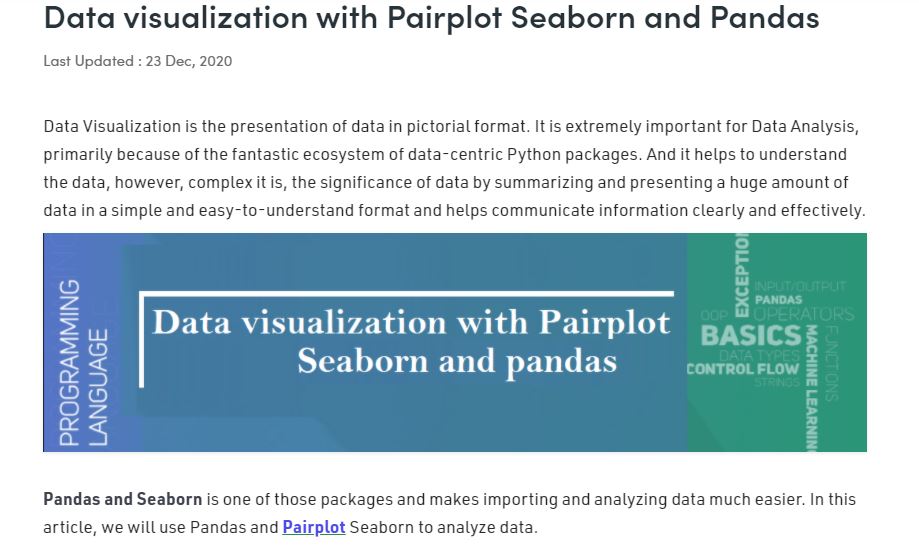 Data visualization with Pairplot Seaborn and Pandas
Last Updated : 23 Dec, 2020
Data Visualization is the presentation of data in pictorial format. It is extremely important for Data Analysis,
primarily because of the fantastic ecosystem of data-centric Python packages. And it helps to understand
the data, however, complex it is, the significance of data by summarizing and presenting a huge amount of
data in a simple and easy-to-understand format and helps communicate information clearly and effectively.
PROGRAMMING
LANGUAGE
Data visualization with Pairplot
Seaborn and pandas
EXCEPTIO
INPUT/OUTPUT
PANDAS
OOP
OPERATORS
BASICS
DATA TYPES
CONTROL FLOW
STRINGS
MACHINE LEARNIN
FUNCTIONS
Pandas and Seaborn is one of those packages and makes importing and analyzing data much easier. In this
article, we will use Pandas and Pairplot Seaborn to analyze data.